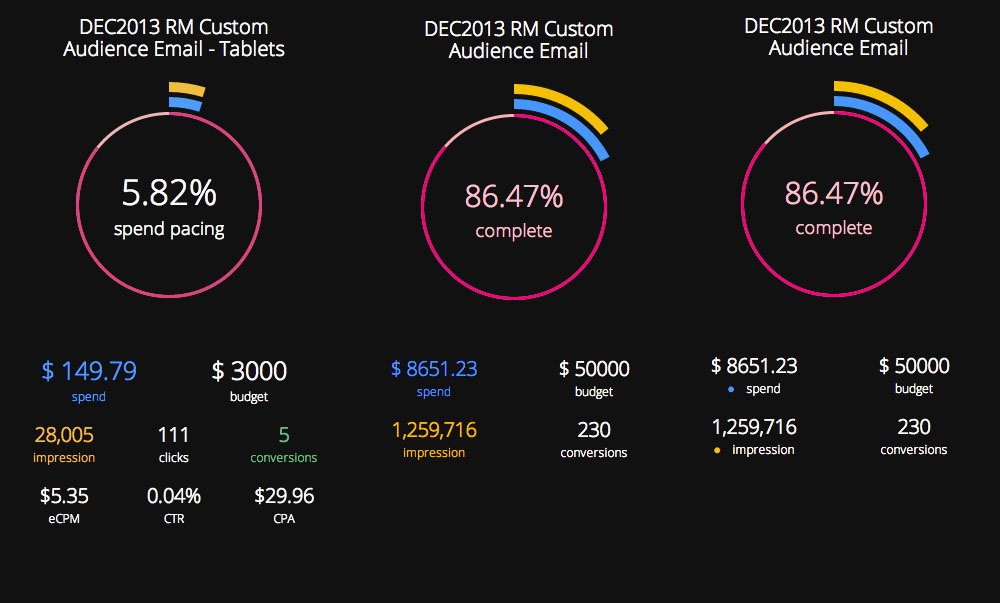 DEC2013 RM Custom
Audience Email - Tablets
5.82%
spend pacing
$ 149.79
spend
$ 3000
budget
28,005
impression
111
clicks
5
conversions
$5.35
eCPM
0.04%
CTR
$29.96
CPA
DEC2013 RM Custom
Audience Email
86.47%
complete
$ 8651.23
spend
$ 50000
budget
1,259,716
impression
230
conversions
DEC2013 RM Custom
Audience Email
86.47%
complete
$ 8651.23
spend
$ 50000
budget
1,259,716
impression
230
conversions